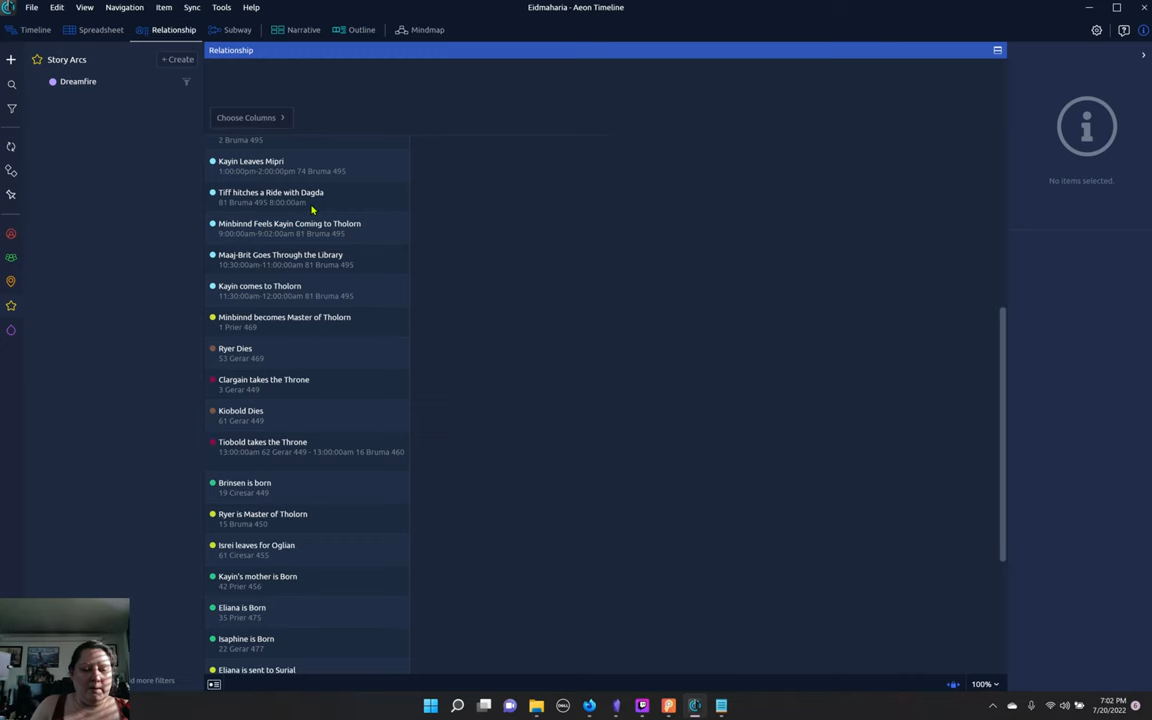 File Edit View Navigation Item Sync Tools Help
Eidmaharia - Aeon Timeline
Timeline Spreadsheet Relationship Subway Narrative Outline Mindmap
Story Arcs
+ Create
Dreamfire
Relationship
Choose Columns
2 Bruma 495
Kayin Leaves Mipri
1:00:00pm-2:00:00pm 74 Bruma 495
Tiff hitches a Ride with Dagda
81 Bruma 495 8:00:00am
Minbinnd Feels Kayin Coming to Tholorn
9:00:00am-9:02:00am 81 Bruma 495
Maaj-Brit Goes Through the Library
10:30:00am-11:00:00am 81 Bruma 495
Kayin comes to Tholorn
11:30:00am-12:00:00am 81 Bruma 495
Minbinnd becomes Master of Tholorn
1 Prier 469
Ryer Dies
53 Gerar 469
Clargain takes the Throne
3 Gerar 449
Kiobold Dies
61 Gerar 449
Tiobold takes the Throne
13:00:00am 62 Gerar 449 - 13:00:00am 16 Bruma 460
Brinsen is born
19 Ciresar 449
Ryer is Master of Tholorn
15 Bruma 450
Isrei leaves for Oglian
61 Ciresar 455
Kayin's mother is Born
42 Prier 456
Eliana is Born
35 Prier 475
Isaphine is Born
22 Gerar 477
Eliana is sent to Surial
No items selected.
d more filters
100%
DELL
7:02 PM
7/20/2022
6